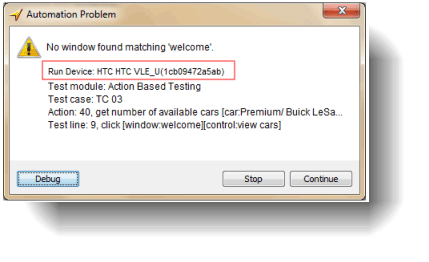 Automation Problem
No window found matching 'welcome'.
Run Device: HTC HTC VLE_U(1cb09472a5ab)
Test module: Action Based Testing
Test case: TC 03
Action: 40, get number of available cars [car:Premium/ Buick LeSa...
Test line: 9, click [window:welcome][control:view cars]
Debug
Stop
Continue